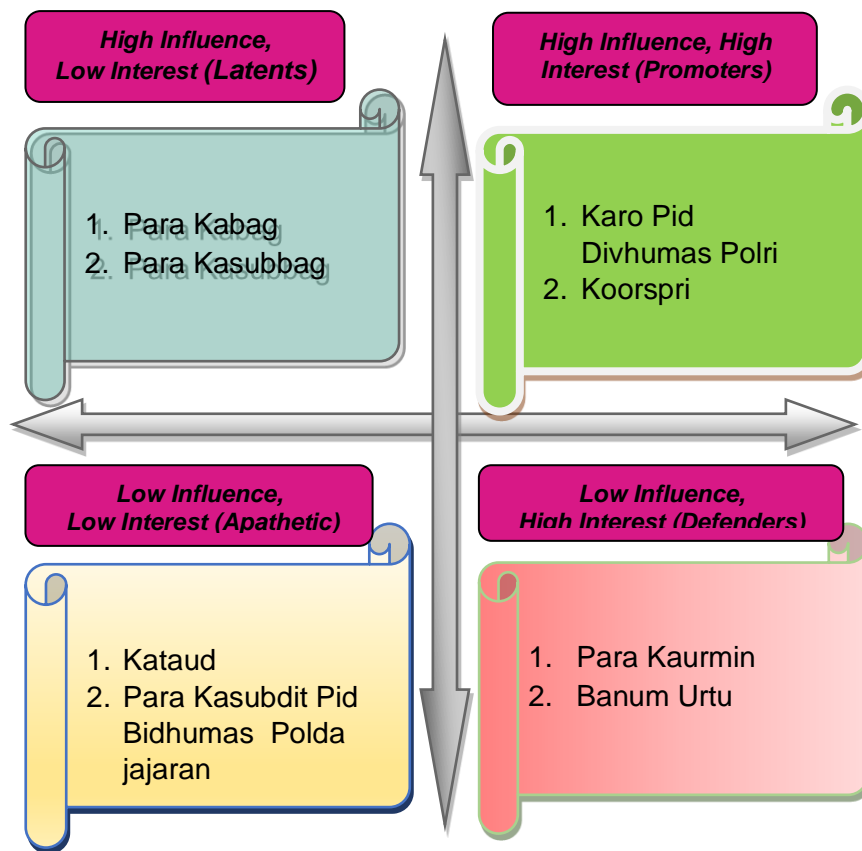 High Influence,
Low Interest (Latents)
1. Para Kabag
2. Para Kasubbag
High Influence, High
Interest (Promoters)
1. Karo Pid
Divhumas Polri
2. Koorspri
Low Influence,
Low Interest (Apathetic)
1. Kataud
2. Para Kasubdit Pid
Bidhumas Polda
jajaran
Low Influence,
High Interest (Defenders)
1. Para Kaurmin
2. Banum Urtu